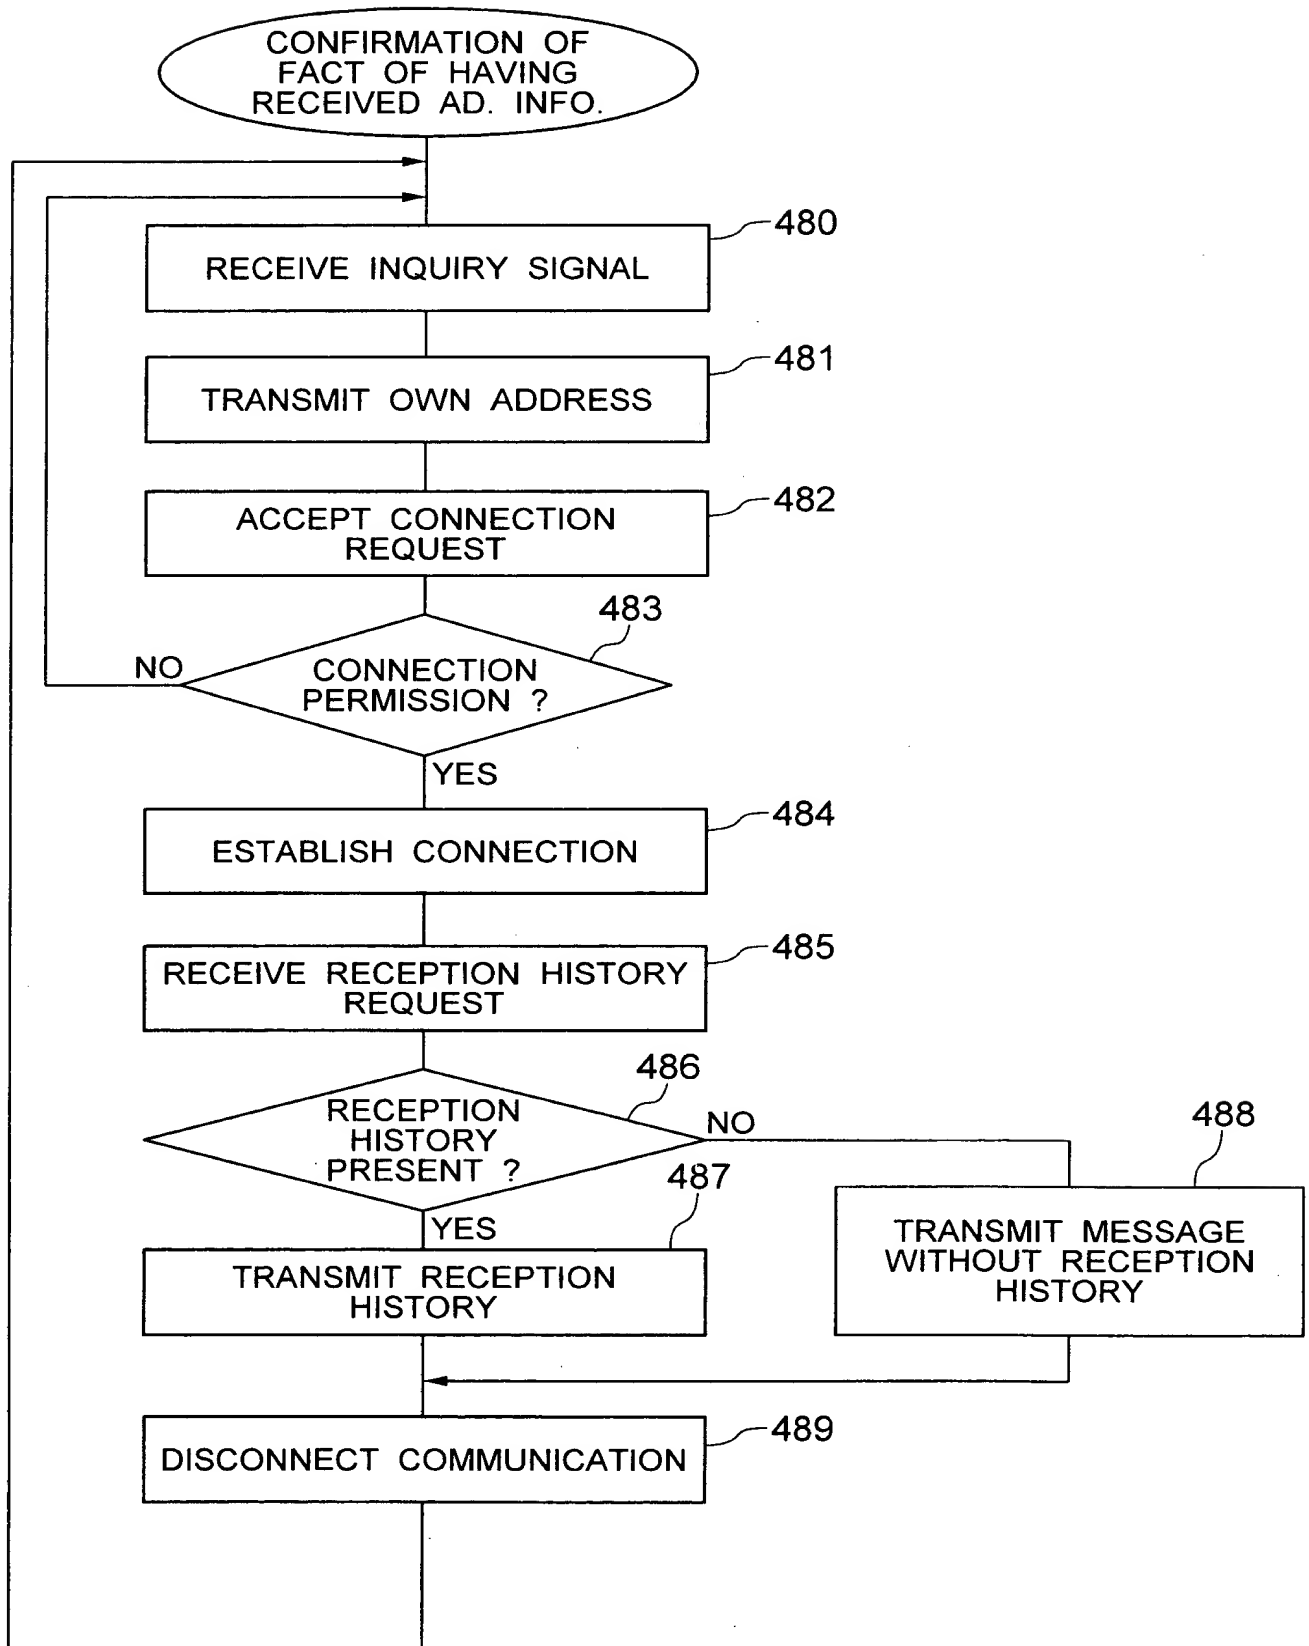 CONFIRMATION OF
FACT OF HAVING
RECEIVED AD. INFO.
480
RECEIVE INQUIRY SIGNAL
481
TRANSMIT OWN ADDRESS
482
ACCEPT CONNECTION
REQUEST
483
NO
CONNECTION
PERMISSION ?
YES
484
ESTABLISH CONNECTION
485
RECEIVE RECEPTION HISTORY
REQUEST
486
RECEPTION
HISTORY
PRESENT ?
NO
488
487
YES
TRANSMIT RECEPTION
HISTORY
TRANSMIT MESSAGE
WITHOUT RECEPTION
HISTORY
489
DISCONNECT COMMUNICATION